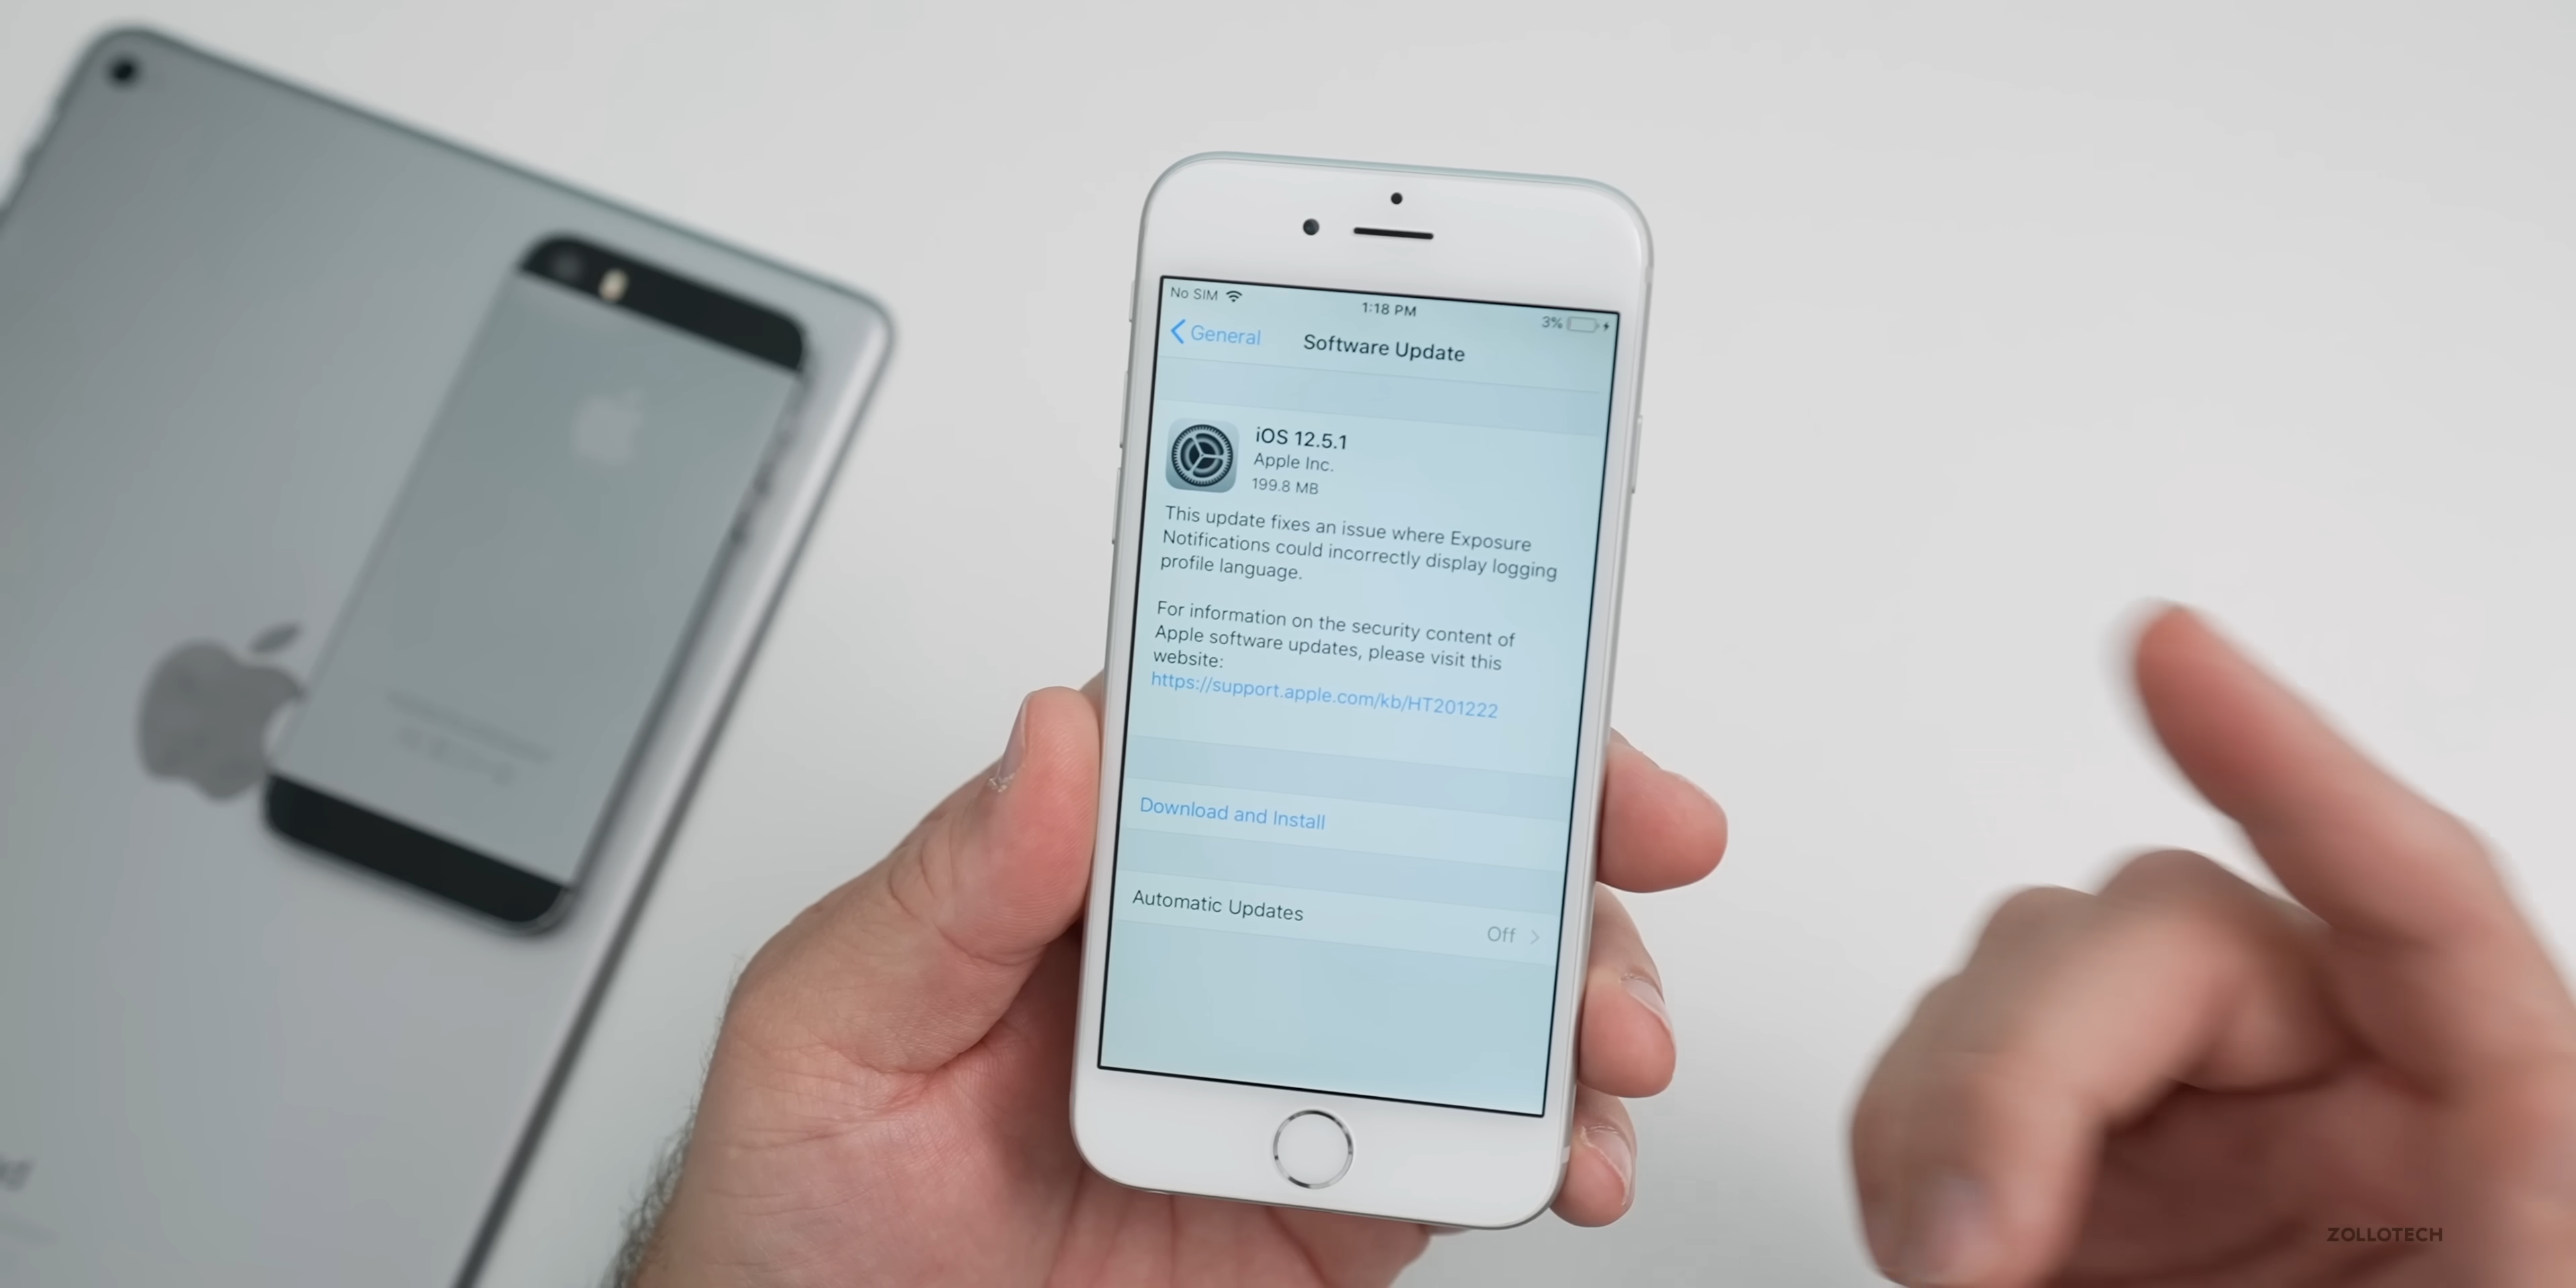 No SIM
1:18 PM
3%
General
Software Update
iOS 12.5.1
Apple Inc.
199.8 MB
This update fixes an issue where Exposure
Notifications could incorrectly display logging
profile language.
For information on the security content of
Apple software updates, please visit this
website:
https://support.apple.com/kb/HT201222
Download and Install
Automatic Updates
Off
ZOLLOTECH